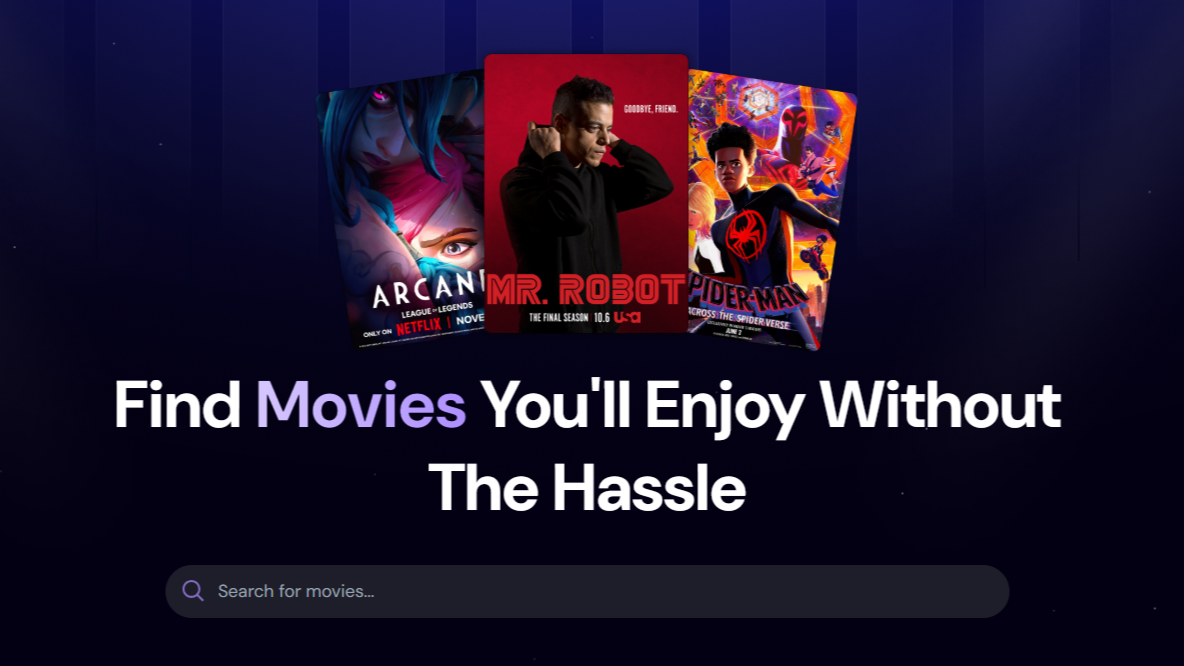 GOODBYE, FRIEND.
ARCANE
LEAGUE OF LEGENDS
ONLY ON NETFLIX | NOVE
MR. ROBOT
THE FINAL SEASON 10.6 USA
PIDER-MAN
ACROSS THE SPIDER-VERSE
JUNE 2
Find Movies You'll Enjoy Without
The Hassle
Search for movies...